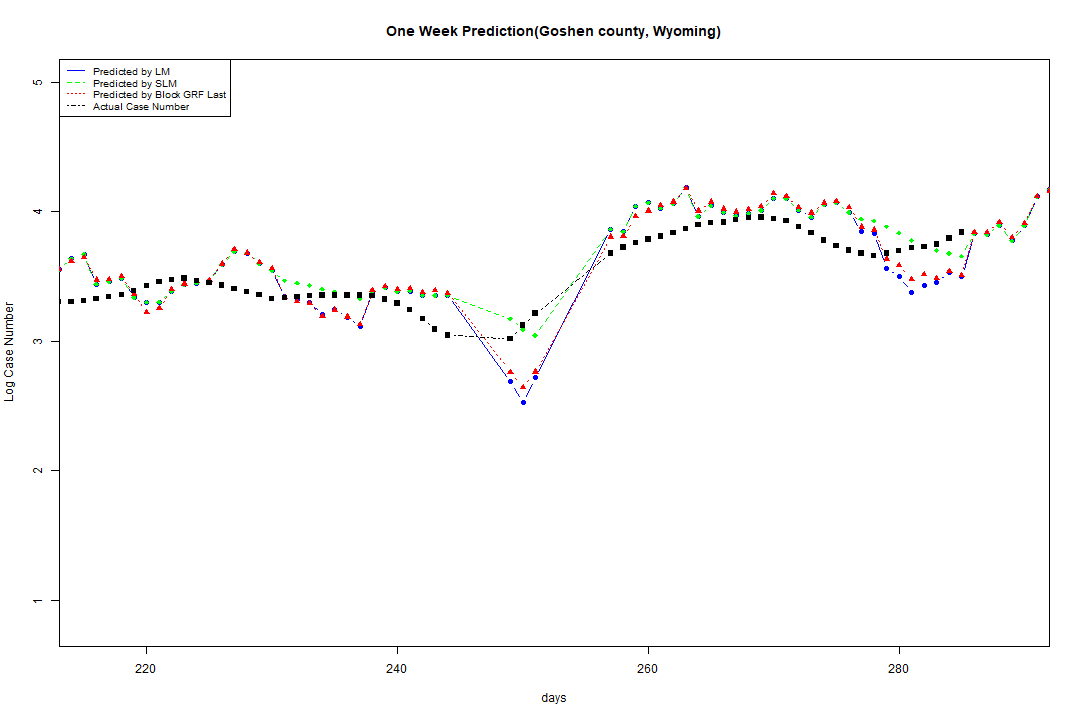 One Week Prediction(Goshen county, Wyoming)
Predicted by LM
Predicted by SLM
Predicted by Block GRF Last
Actual Case Number
5
4
3
2
1
Log Case Number
220
240
260
280
days